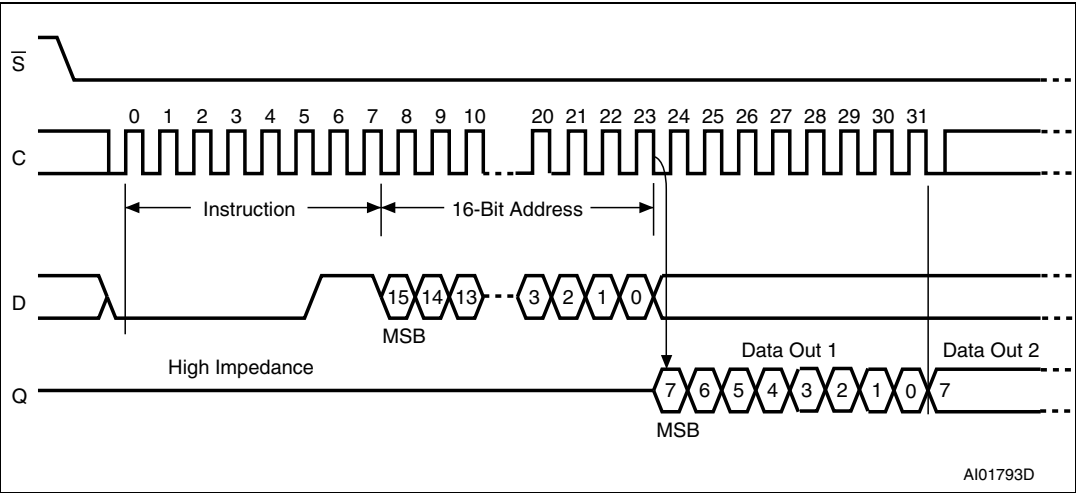 S
0 1 2 3 4 5 6 7 8 9 10 20 21 22 23 24 25 26 27 28 29 30 31
C
Instruction 16-Bit Address
D 15 14 13 3 2 1 0
MSB
Data Out 1 Data Out 2
High Impedance
Q 7 6 5 4 3 2 1 0 7
MSB
AI01793D